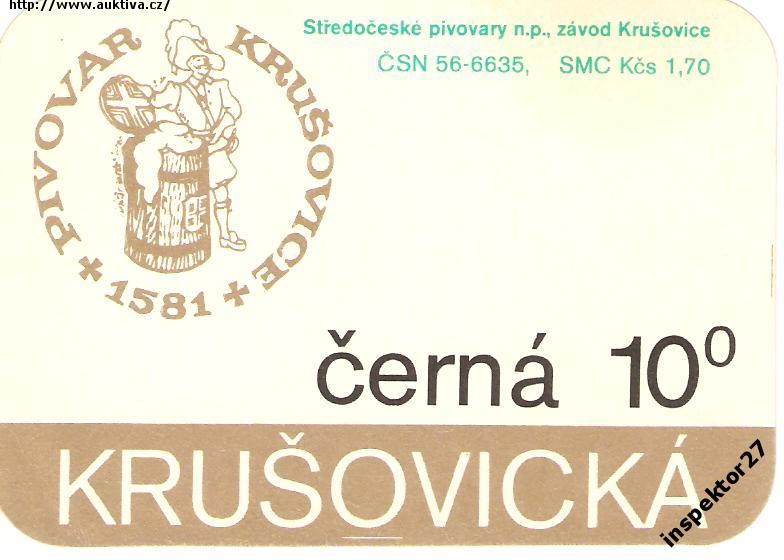 http://www.auktiva.cz/
Středočeské pivovary n.p., závod Krušovice
ČSN 56-6635, SMC Kčs 1,70
PIVOVAR KRUŠOVICE
1581
černá 10⁰
KRUŠOVICKÁ
inspektor27